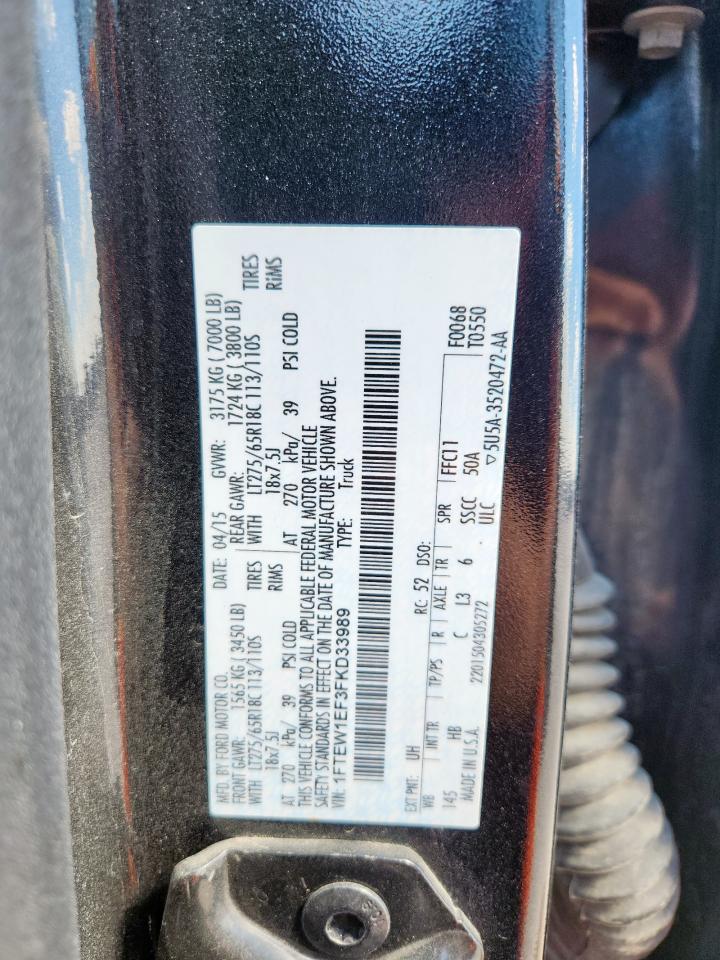 MFD. BY FORD MOTOR CO. DATE: 04/15 GVWR: 3175 KG (7000 LB)
FRONT GAWR: 1565 KG (3450 LB) REAR GAWR: 1724 KG (3800 LB)
WITH LT275/65R18C 113/110S TIRES WITH LT275/65R18C 113/110S TIRES
18x7.5J RIMS 18x7.5J RIMS
AT 270 kPa/ 39 PSI COLD AT 270 kPa/ 39 PSI COLD
THIS VEHICLE CONFORMS TO ALL APPLICABLE FEDERAL MOTOR VEHICLE
SAFETY STANDARDS IN EFFECT ON THE DATE OF MANUFACTURE SHOWN ABOVE.
VIN: 1FTEW1EF3FKD33989 TYPE: Truck
EXT PNT: UH RC: 52 DSO: F0068
WB INT TR TP/PS R AXLE TR SPR FFC11 T0550
145 HB C L3 6 SSCC 50A
MADE IN U.S.A. 2201504305272 ULC ▽5U5A-3520472-AA